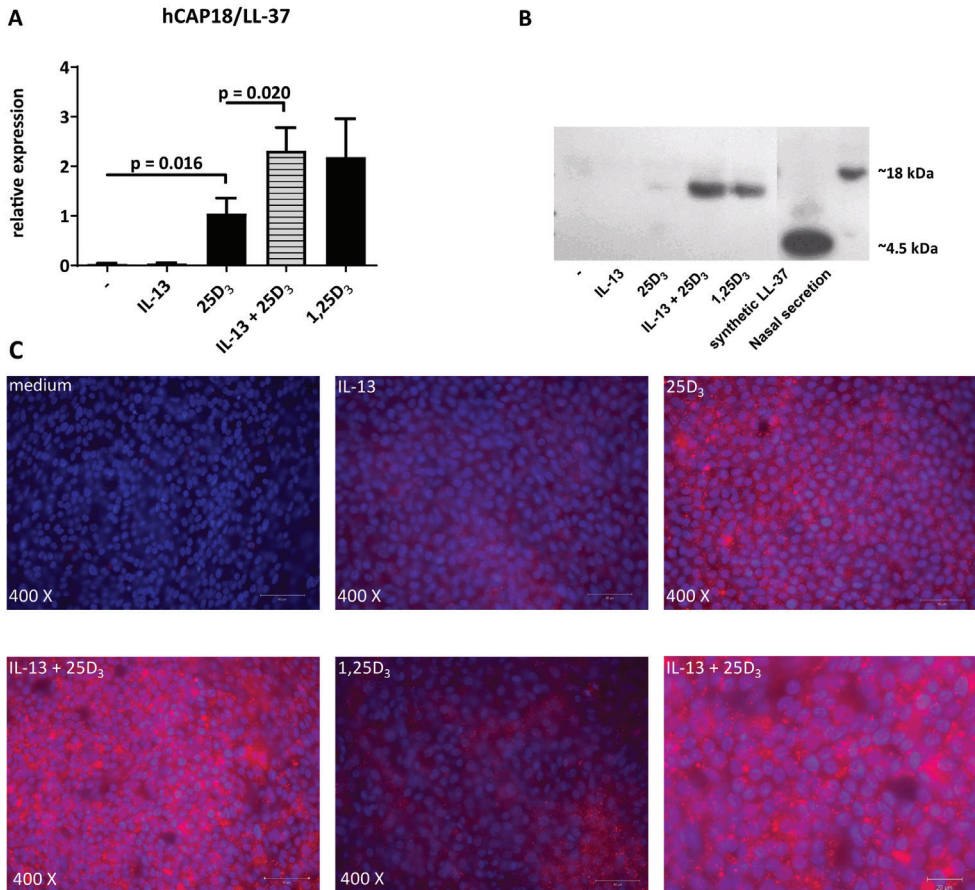 A
hCAP18/LL-37
relative expression
4
3
2
1
0
p = 0.016
p = 0.020
-
IL-13
25D₃
IL-13 + 25D₃
1,25D₃
B
~18 kDa
~4.5 kDa
-
IL-13
25D₃
IL-13 + 25D₃
1,25D₃
synthetic LL-37
Nasal secretion
C
medium
400 X
IL-13
400 X
25D₃
400 X
IL-13 + 25D₃
400 X
1,25D₃
400 X
IL-13 + 25D₃
20 µm